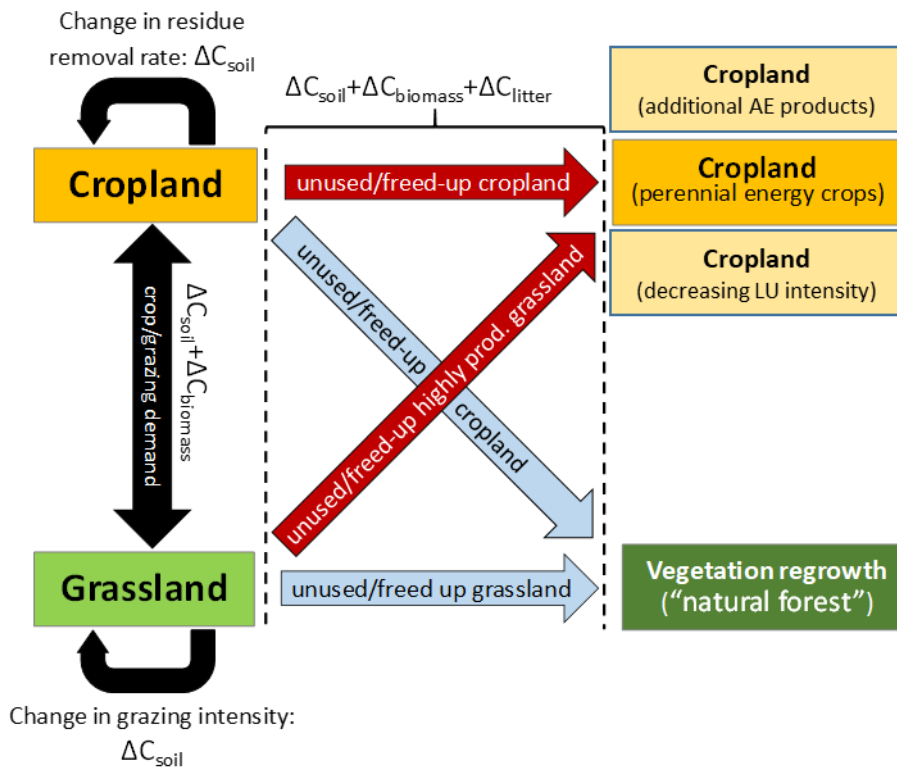 Change in residue
removal rate: ΔCsoil
ΔCsoil+ΔCbiomass+ΔClitter
Cropland
(additional AE products)
Cropland
unused/freed-up cropland
Cropland
(perennial energy crops)
Cropland
(decreasing LU intensity)
ΔCsoil+ΔCbiomass
crop/grazing demand
unused/freed-up
cropland
unused/freed-up highly prod. grassland
Grassland
unused/freed up grassland
Vegetation regrowth
(“natural forest”)
Change in grazing intensity:
ΔCsoil